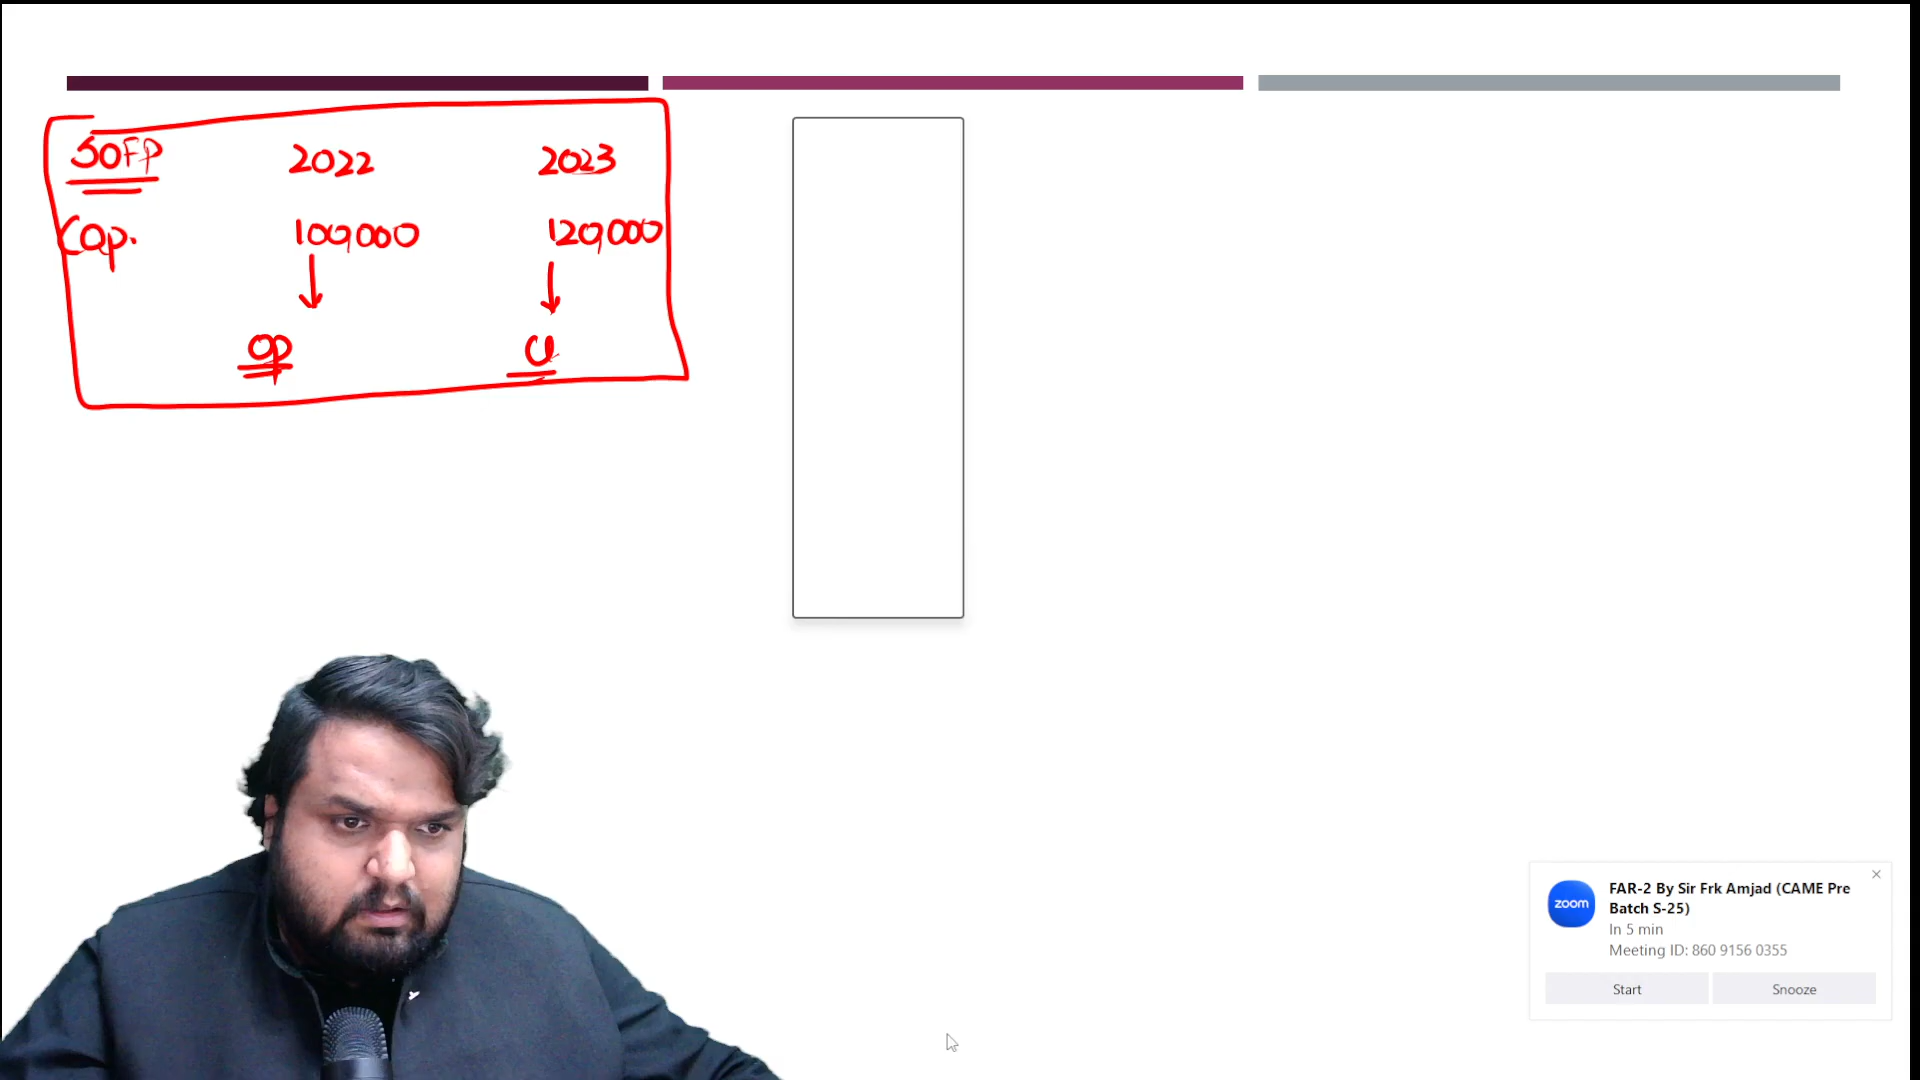 SOFP 2022 2023
Cap. 100,000 120,000
OP Cl
zoom
FAR-2 By Sir Frk Amjad (CAME Pre
Batch S-25)
In 5 min
Meeting ID: 860 9156 0355
Start Snooze